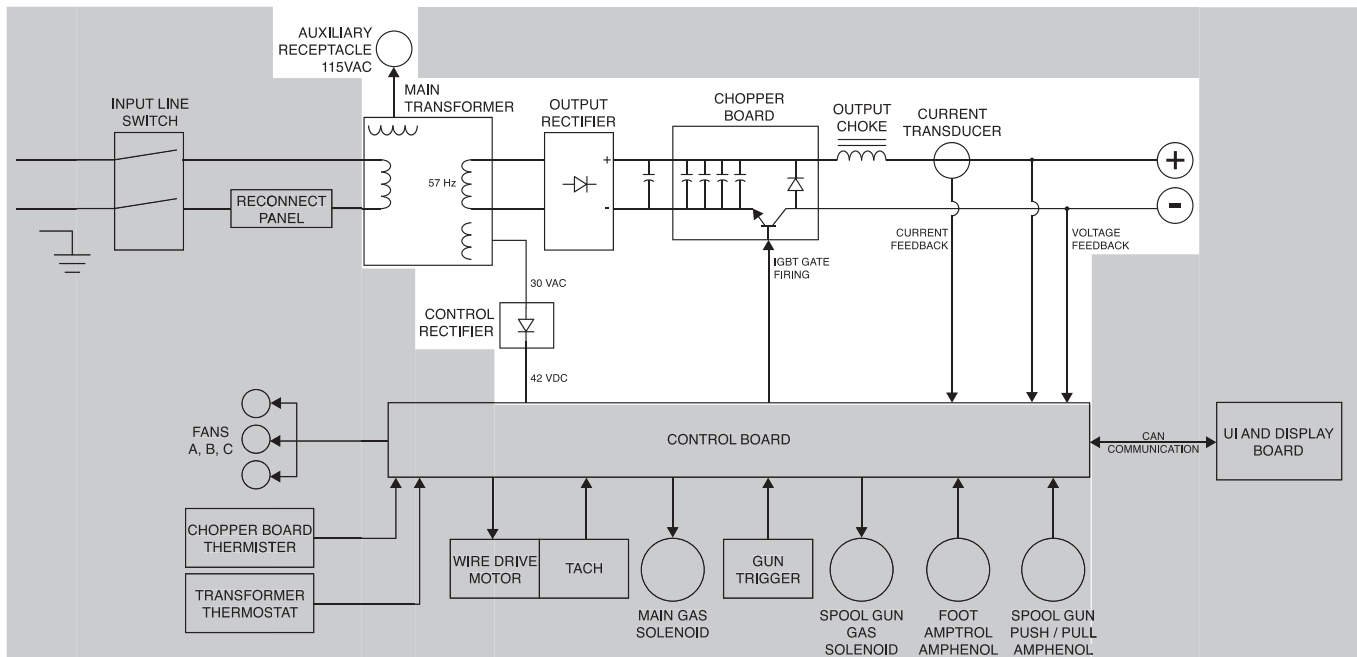 AUXILIARY
RECEPTACLE
115VAC
INPUT LINE
SWITCH
MAIN
TRANSFORMER
OUTPUT
RECTIFIER
CHOPPER
BOARD
OUTPUT
CHOKE
CURRENT
TRANSDUCER
+
+
57 Hz
RECONNECT
PANEL
-
-
CURRENT
FEEDBACK
VOLTAGE
FEEDBACK
IGBT GATE
FIRING
30 VAC
CONTROL
RECTIFIER
42 VDC
FANS
A, B, C
CONTROL BOARD
CAN
COMMUNICATION
UI AND DISPLAY
BOARD
CHOPPER BOARD
THERMISTER
TRANSFORMER
THERMOSTAT
WIRE DRIVE
MOTOR
TACH
MAIN GAS
SOLENOID
GUN
TRIGGER
SPOOL GUN
GAS
SOLENOID
FOOT
AMPTROL
AMPHENOL
SPOOL GUN
PUSH / PULL
AMPHENOL